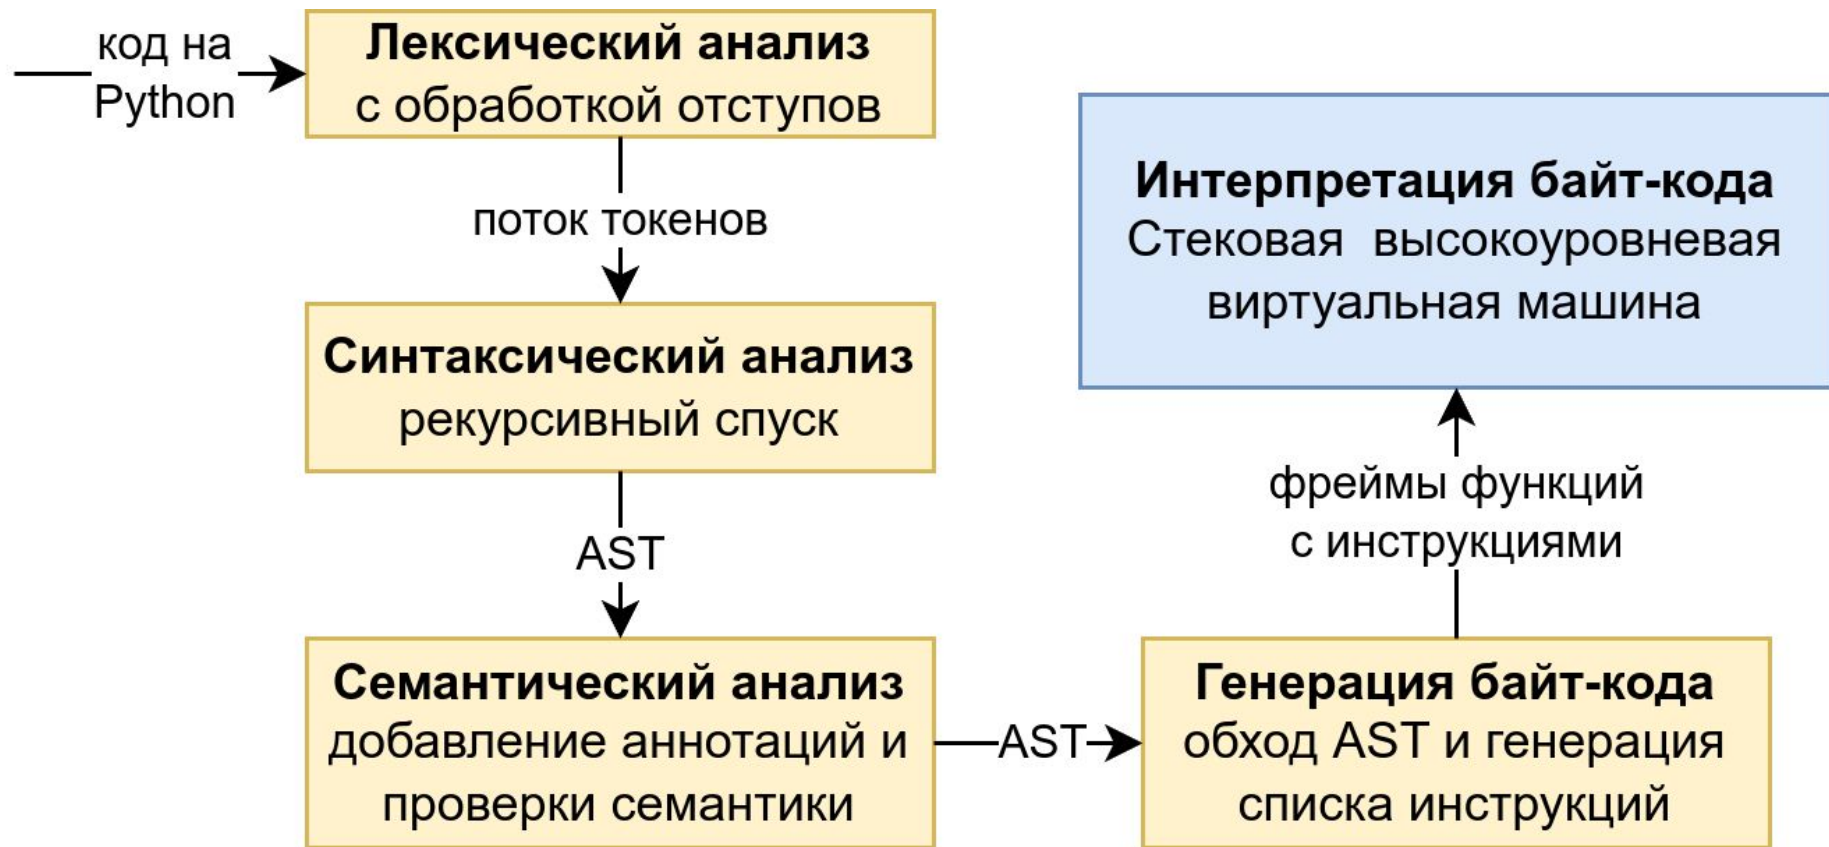 код на
Python
Лексический анализ
с обработкой отступов
поток токенов
Синтаксический анализ
рекурсивный спуск
AST
Семантический анализ
добавление аннотаций и
проверки семантики
AST
Генерация байт-кода
обход AST и генерация
списка инструкций
фреймы функций
с инструкциями
Интерпретация байт-кода
Стековая высокоуровневая
виртуальная машина